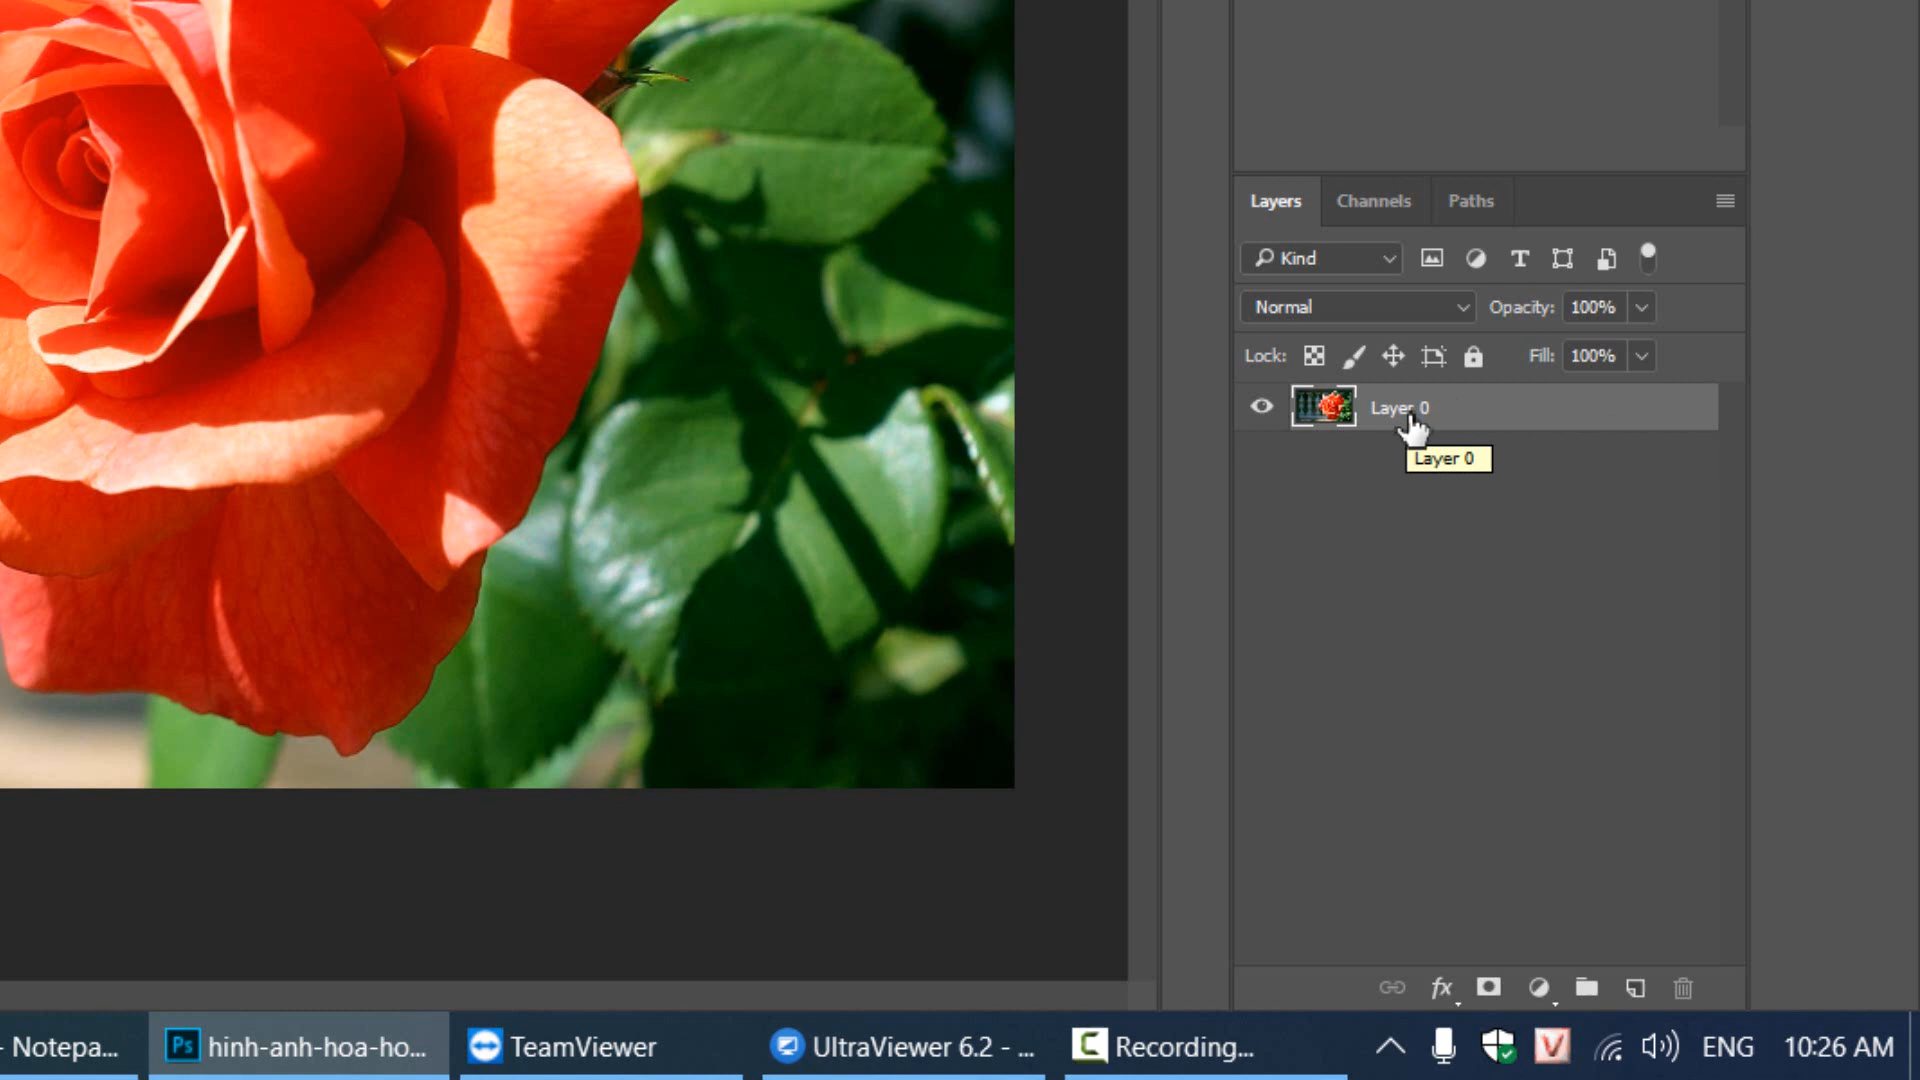 Layers Channels Paths
Kind T
Normal Opacity: 100%
Lock: Fill: 100%
Layer 0
Layer 0
fx
- Notepa... Ps hinh-anh-hoa-ho... TeamViewer UltraViewer 6.2 - ... C Recording... V ENG 10:26 AM